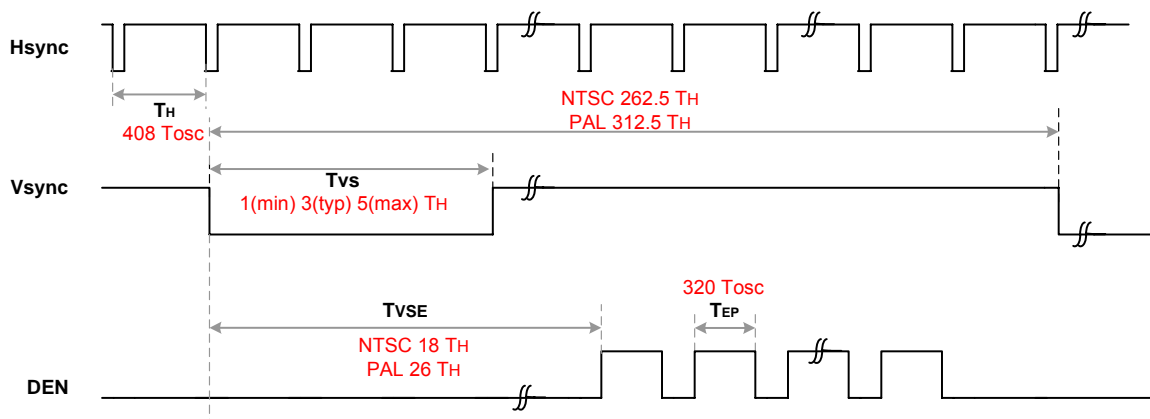 Hsync
TH
408 Tosc
NTSC 262.5 TH
PAL 312.5 TH
Vsync
TVS
1(min) 3(typ) 5(max) TH
320 Tosc
TVSE
TEP
NTSC 18 TH
PAL 26 TH
DEN